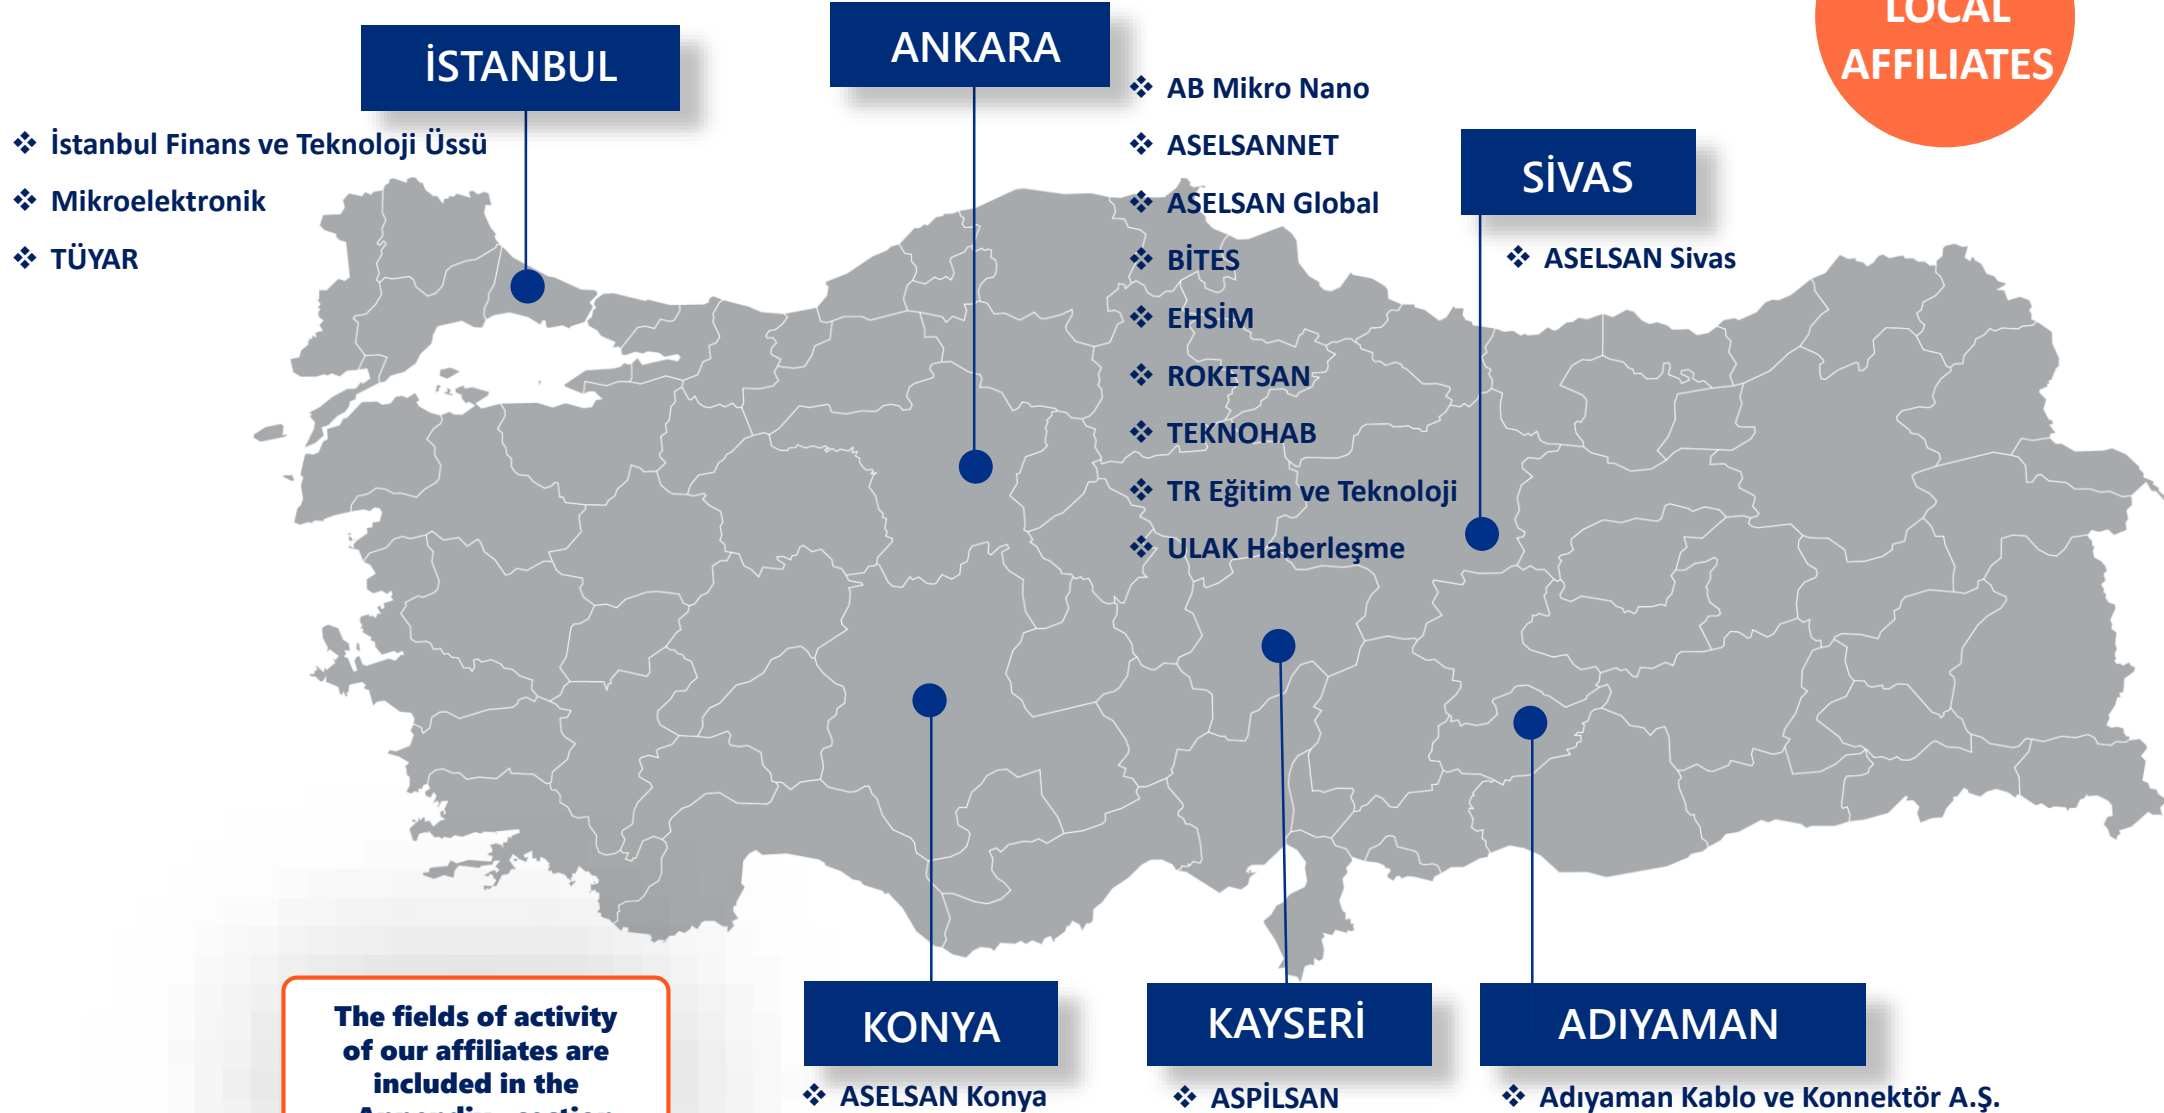 LOCAL
AFFILIATES
İSTANBUL
❖ İstanbul Finans ve Teknoloji Üssü
❖ Mikroelektronik
❖ TÜYAR
ANKARA
❖ AB Mikro Nano
❖ ASELSANNET
❖ ASELSAN Global
❖ BİTES
❖ EHSİM
❖ ROKETSAN
❖ TEKNOHAB
❖ TR Eğitim ve Teknoloji
❖ ULAK Haberleşme
SİVAS
❖ ASELSAN Sivas
The fields of activity
of our affiliates are
included in the
Appendix section
KONYA
❖ ASELSAN Konya
KAYSERİ
❖ ASPİLSAN
ADIYAMAN
❖ Adıyaman Kablo ve Konnektör A.Ş.